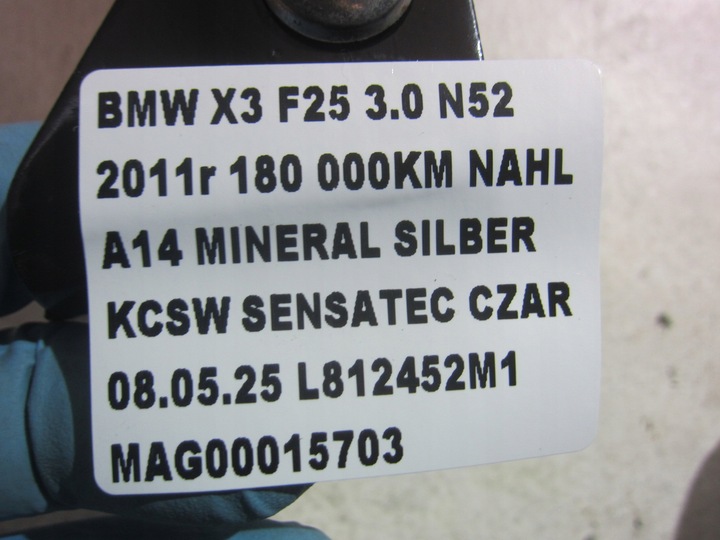 BMW X3 F25 3.0 N52
2011r 180 000KM NAHL
A14 MINERAL SILBER
KCSW SENSATEC CZAR
08.05.25 L812452M1
MAG00015703